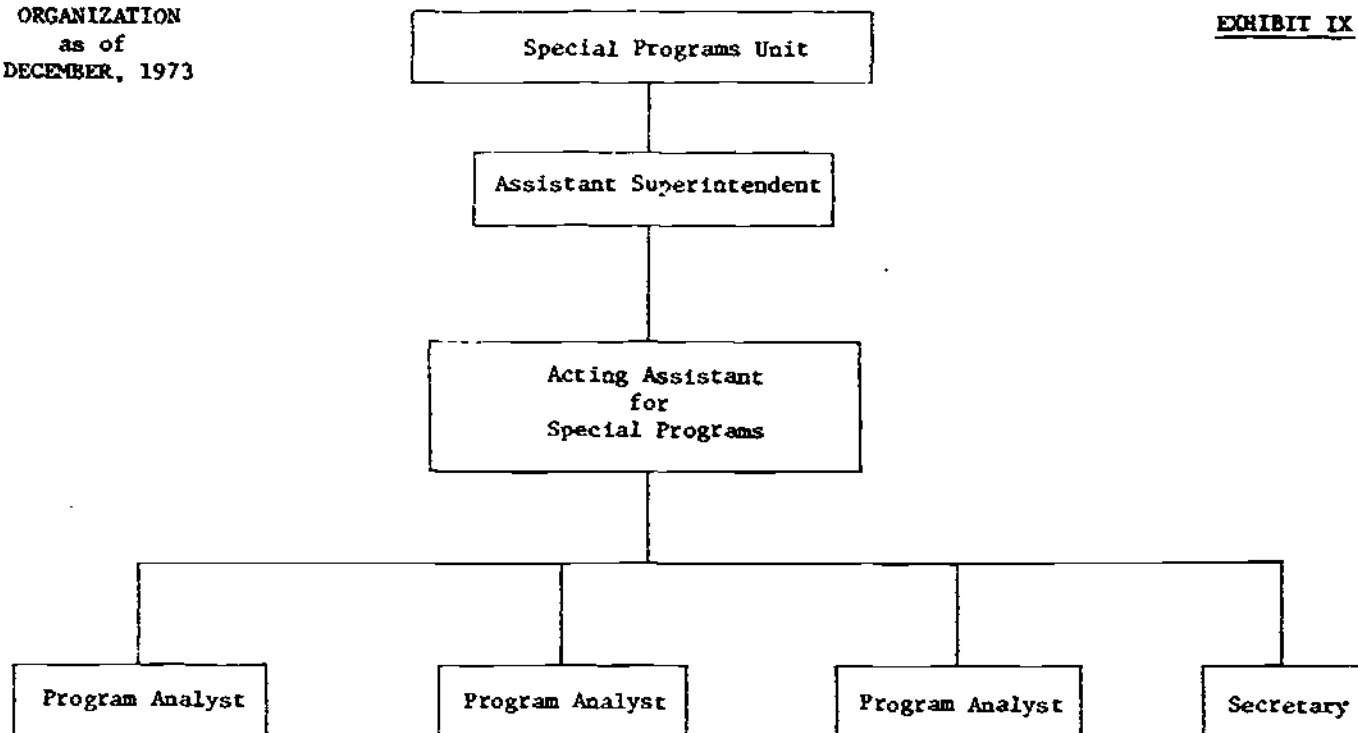 ORGANIZATION
as of
DECEMBER, 1973
EXHIBIT IX
Special Programs Unit
Assistant Superintendent
Acting Assistant
for
Special Programs
Program Analyst
Program Analyst
Program Analyst
Secretary